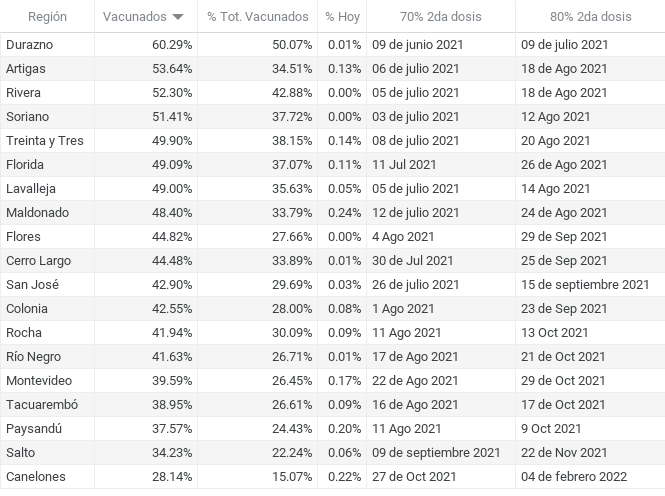 Región Vacunados % Tot. Vacunados % Hoy 70% 2da dosis 80% 2da dosis
Durazno 60.29% 50.07% 0.01% 09 de junio 2021 09 de julio 2021
Artigas 53.64% 34.51% 0.13% 06 de julio 2021 18 de Ago 2021
Rivera 52.30% 42.88% 0.00% 05 de julio 2021 18 de Ago 2021
Soriano 51.41% 37.72% 0.00% 03 de julio 2021 12 Ago 2021
Treinta y Tres 49.90% 38.15% 0.14% 08 de julio 2021 20 Ago 2021
Florida 49.09% 37.07% 0.11% 11 Jul 2021 26 de Ago 2021
Lavalleja 49.00% 35.63% 0.05% 05 de julio 2021 14 Ago 2021
Maldonado 48.40% 33.79% 0.24% 12 de julio 2021 24 de Ago 2021
Flores 44.82% 27.66% 0.00% 4 Ago 2021 29 de Sep 2021
Cerro Largo 44.48% 33.89% 0.01% 30 de Jul 2021 25 de Sep 2021
San José 42.90% 29.69% 0.03% 26 de julio 2021 15 de septiembre 2021
Colonia 42.55% 28.00% 0.08% 1 Ago 2021 23 de Sep 2021
Rocha 41.94% 30.09% 0.09% 11 Ago 2021 13 Oct 2021
Río Negro 41.63% 26.71% 0.01% 17 de Ago 2021 21 de Oct 2021
Montevideo 39.59% 26.45% 0.17% 22 de Ago 2021 29 de Oct 2021
Tacuarembó 38.95% 26.61% 0.09% 16 de Ago 2021 17 de Oct 2021
Paysandú 37.57% 24.43% 0.20% 11 Ago 2021 9 Oct 2021
Salto 34.23% 22.24% 0.06% 09 de septiembre 2021 22 de Nov 2021
Canelones 28.14% 15.07% 0.22% 27 de Oct 2021 04 de febrero 2022